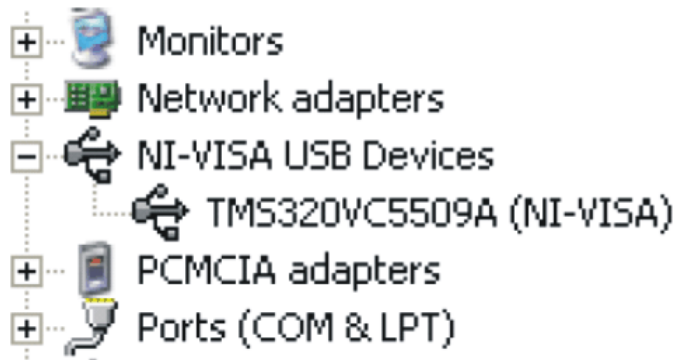 Monitors
Network adapters
NI-VISA USB Devices
TMS320VC5509A (NI-VISA)
PCMCIA adapters
Ports (COM & LPT)